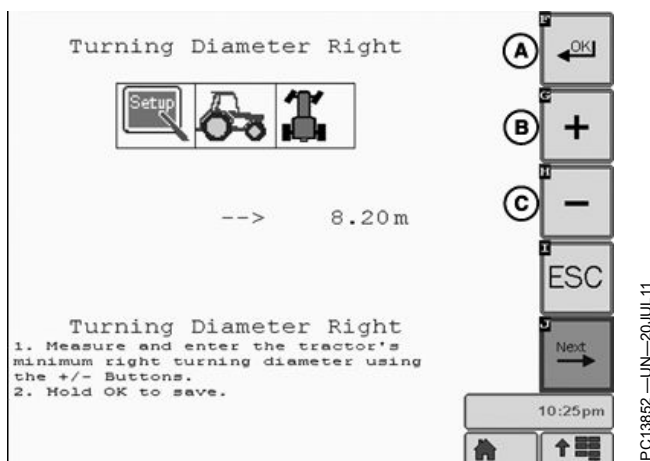 Turning Diameter Right
Setup
--> 8.20m
Turning Diameter Right
1. Measure and enter the tractor's
minimum right turning diameter using
the +/- Buttons.
2. Hold OK to save.
A
F
OK
B
G
+
C
H
−
I
ESC
J
Next
10:25pm
PC13852 —UN—20JUL11